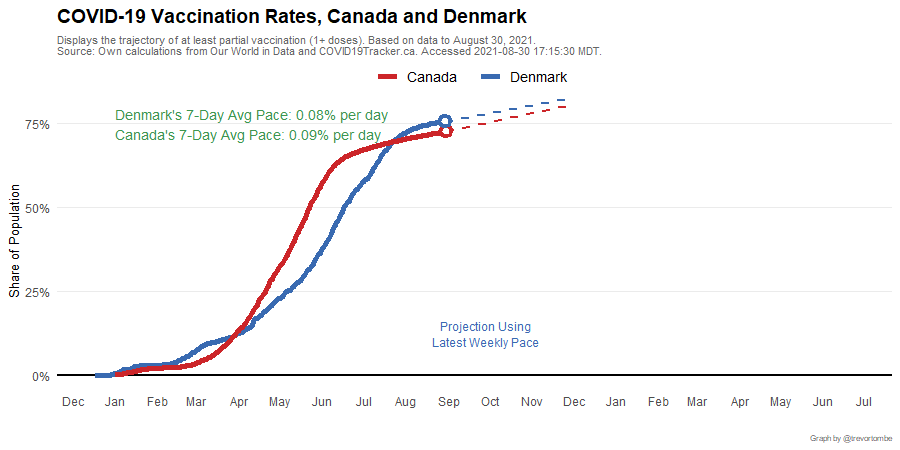 COVID-19 Vaccination Rates, Canada and Denmark
Displays the trajectory of at least partial vaccination (1+ doses). Based on data to August 30, 2021.
Source: Own calculations from Our World in Data and COVID19Tracker.ca. Accessed 2021-08-30 17:15:30 MDT.
Canada Denmark
Denmark's 7-Day Avg Pace: 0.08% per day
Canada's 7-Day Avg Pace: 0.09% per day
75%
50%
25%
0%
Share of Population
Projection Using
Latest Weekly Pace
Dec Jan Feb Mar Apr May Jun Jul Aug Sep Oct Nov Dec Jan Feb Mar Apr May Jun Jul
Graph by @trevortombe